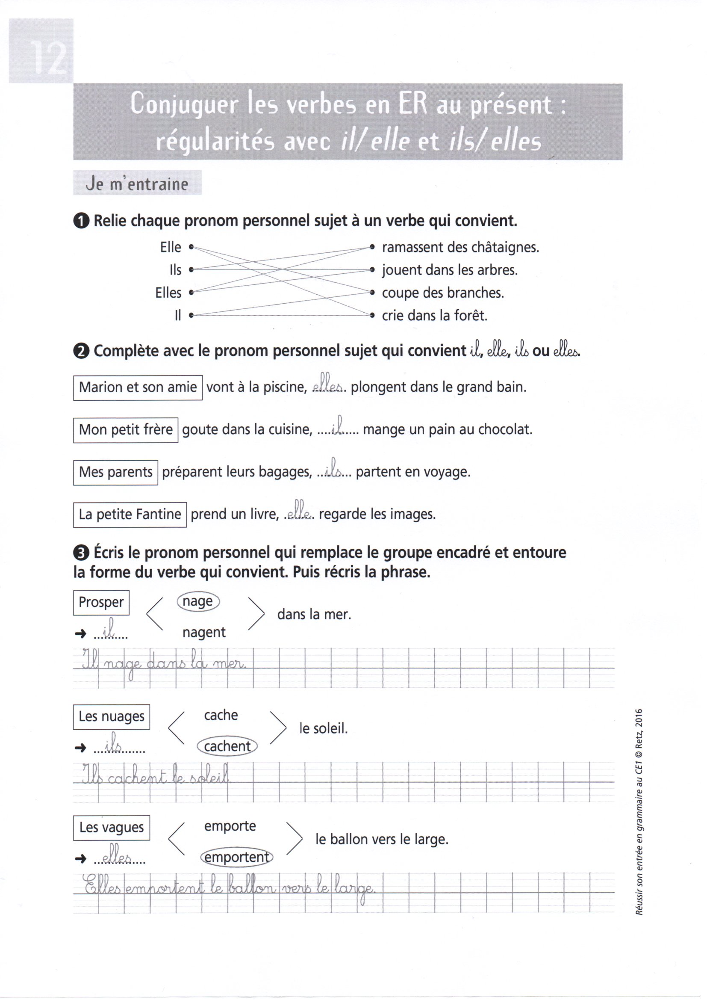 12
Conjuguer les verbes en ER au présent :
régularités avec il/elle et ils/elles
Je m'entraine
1 Relie chaque pronom personnel sujet à un verbe qui convient.
Elle • • ramassent des châtaignes.
Ils • • jouent dans les arbres.
Elles • • coupe des branches.
Il • • crie dans la forêt.
2 Complète avec le pronom personnel sujet qui convient il, elle, ils ou elles.
Marion et son amie vont à la piscine, elles plongent dans le grand bain.
Mon petit frère goute dans la cuisine, il mange un pain au chocolat.
Mes parents préparent leurs bagages, ils partent en voyage.
La petite Fantine prend un livre, elle regarde les images.
3 Écris le pronom personnel qui remplace le groupe encadré et entoure
la forme du verbe qui convient. Puis récris la phrase.
Prosper nage
dans la mer.
➜ il nagent
Il nage dans la mer.
Les nuages cache
le soleil.
➜ ils cachent
Ils cachent le soleil.
Les vagues emporte
le ballon vers le large.
➜ elles emportent
Elles emportent le ballon vers le large.
Réussir son entrée en grammaire au CE1 © Retz, 2016